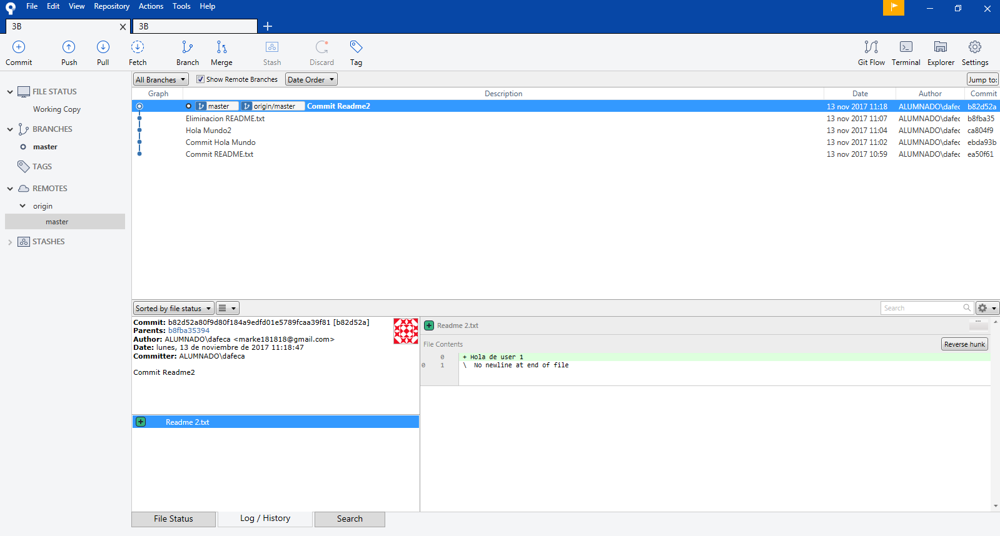 File Edit View Repository Actions Tools Help
3B 3B
Commit Push Pull Fetch Branch Merge Stash Discard Tag Git Flow Terminal Explorer Settings
FILE STATUS
Working Copy
BRANCHES
master
TAGS
REMOTES
origin
master
STASHES
All Branches Show Remote Branches Date Order Jump to:
Graph Description Date Author Commit
master origin/master Commit Readme2 13 nov 2017 11:18 ALUMNADO\dafec b82d52a
Eliminacion README.txt 13 nov 2017 11:07 ALUMNADO\dafec b8fba35
Hola Mundo2 13 nov 2017 11:04 ALUMNADO\dafec ca804f9
Commit Hola Mundo 13 nov 2017 11:02 ALUMNADO\dafec ebda93b
Commit README.txt 13 nov 2017 10:59 ALUMNADO\dafec ea50f61
Sorted by file status Search
Commit: b82d52a80f9d80f184a9edfd01e5789fcaa39f81 [b82d52a]
Parents: b8fba35394
Author: ALUMNADO\dafeca <marke181818@gmail.com>
Date: lunes, 13 de noviembre de 2017 11:18:47
Committer: ALUMNADO\dafeca
Commit Readme2
Readme 2.txt
Readme 2.txt
File Contents Reverse hunk
0 + Hola de user 1
0 1 \ No newline at end of file
File Status Log / History Search